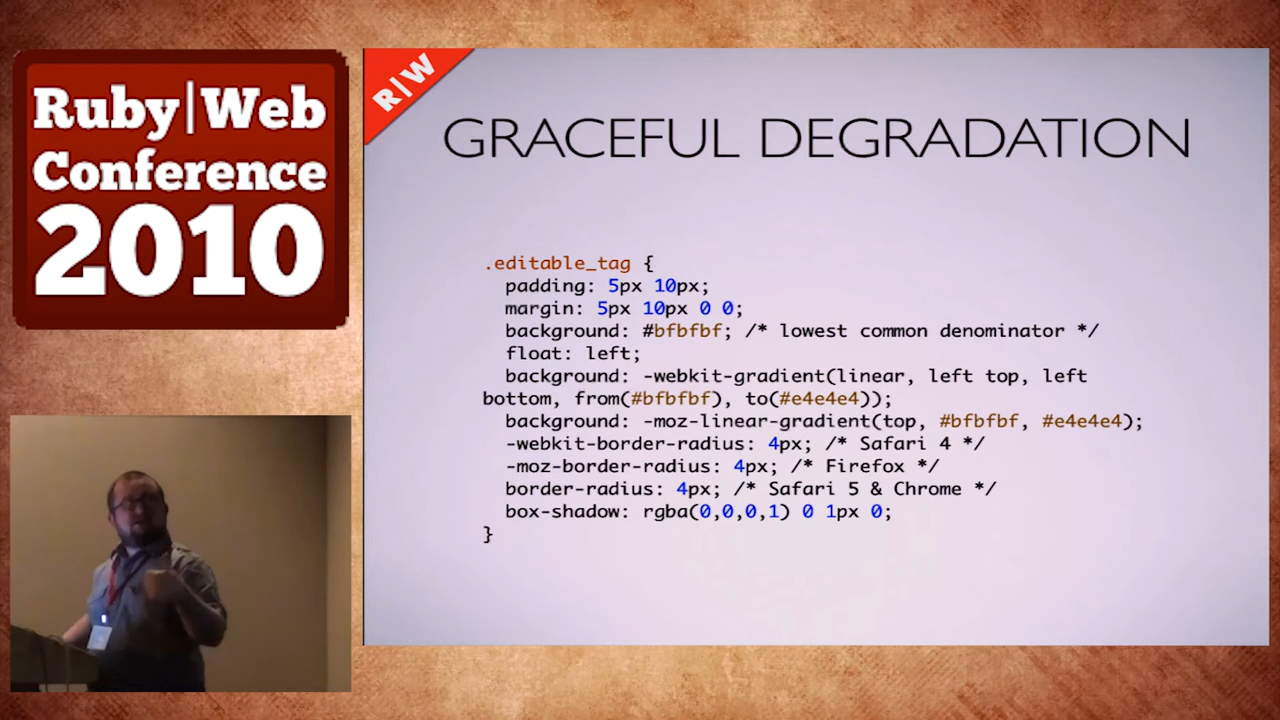 Ruby|Web
Conference
2010
R|W
GRACEFUL DEGRADATION
.editable_tag {
padding: 5px 10px;
margin: 5px 10px 0 0;
background: #bfbfbf; /* lowest common denominator */
float: left;
background: -webkit-gradient(linear, left top, left
bottom, from(#bfbfbf), to(#e4e4e4));
background: -moz-linear-gradient(top, #bfbfbf, #e4e4e4);
-webkit-border-radius: 4px; /* Safari 4 */
-moz-border-radius: 4px; /* Firefox */
border-radius: 4px; /* Safari 5 & Chrome */
box-shadow: rgba(0,0,0,1) 0 1px 0;
}